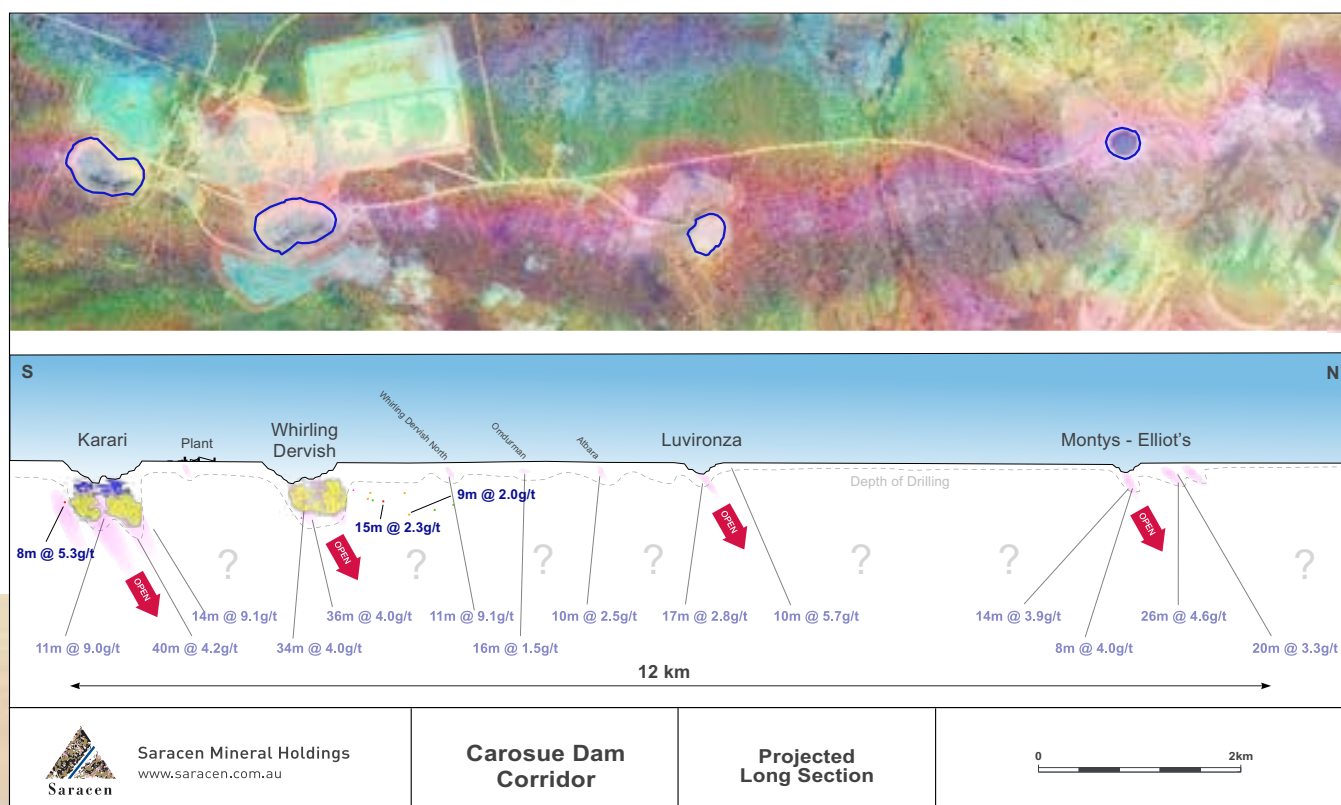 S
N
Karari
Plant
Whirling
Dervish
Whirling Dervish North
Omdurman
Atbara
Luvironza
Montys - Elliot's
Depth of Drilling
9m @ 2.0g/t
15m @ 2.3g/t
8m @ 5.3g/t
OPEN
OPEN
OPEN
OPEN
?
?
?
?
?
?
?
14m @ 9.1g/t
36m @ 4.0g/t
11m @ 9.1g/t
10m @ 2.5g/t
17m @ 2.8g/t
10m @ 5.7g/t
14m @ 3.9g/t
26m @ 4.6g/t
11m @ 9.0g/t
40m @ 4.2g/t
34m @ 4.0g/t
16m @ 1.5g/t
8m @ 4.0g/t
20m @ 3.3g/t
12 km
Saracen
Saracen Mineral Holdings
www.saracen.com.au
Carosue Dam
Corridor
Projected
Long Section
0
2km